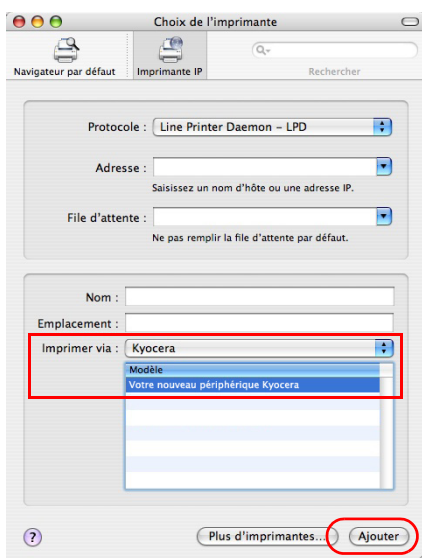 Choix de l'imprimante
Navigateur par défaut
Imprimante IP
Rechercher
Protocole : Line Printer Daemon – LPD
Adresse :
Saisissez un nom d'hôte ou une adresse IP.
File d'attente :
Ne pas remplir la file d'attente par défaut.
Nom :
Emplacement :
Imprimer via : Kyocera
Modèle
Votre nouveau périphérique Kyocera
? Plus d'imprimantes... Ajouter